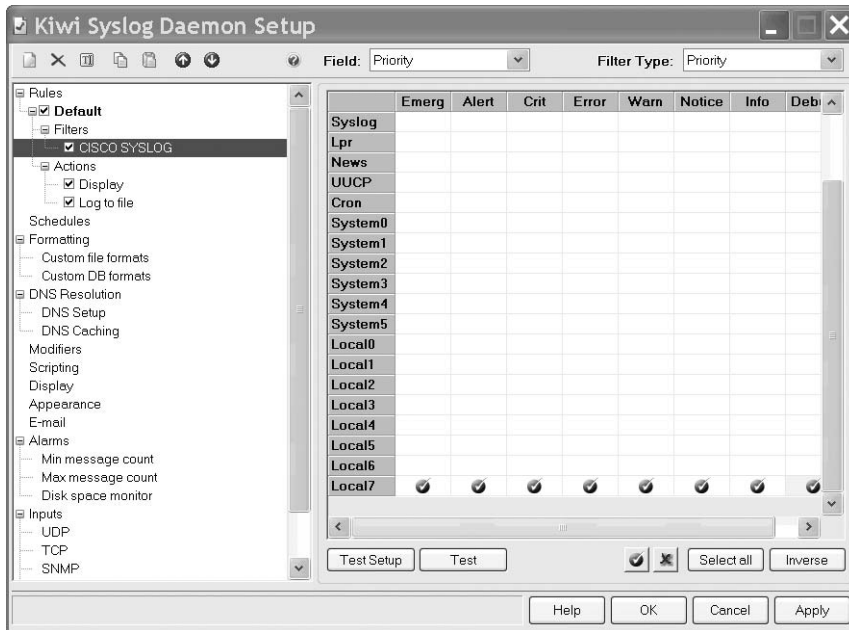 Kiwi Syslog Daemon Setup
Field: Priority Filter Type: Priority
Rules
Default
Filters
CISCO SYSLOG
Actions
Display
Log to file
Schedules
Formatting
Custom file formats
Custom DB formats
DNS Resolution
DNS Setup
DNS Caching
Modifiers
Scripting
Display
Appearance
E-mail
Alarms
Min message count
Max message count
Disk space monitor
Inputs
UDP
TCP
SNMP
Emerg Alert Crit Error Warn Notice Info Debu
Syslog
Lpr
News
UUCP
Cron
System0
System1
System2
System3
System4
System5
Local0
Local1
Local2
Local3
Local4
Local5
Local6
Local7
Test Setup Test Select all Inverse
Help OK Cancel Apply